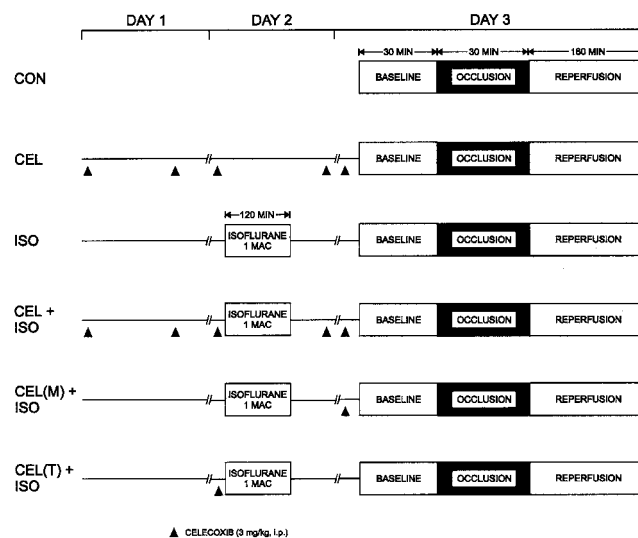 DAY 1 DAY 2 DAY 3
30 MIN 30 MIN 180 MIN
CON BASELINE OCCLUSION REPERFUSION
CEL BASELINE OCCLUSION REPERFUSION
120 MIN
ISO ISOFLURANE 1 MAC BASELINE OCCLUSION REPERFUSION
CEL + ISO ISOFLURANE 1 MAC BASELINE OCCLUSION REPERFUSION
CEL(M) + ISO ISOFLURANE 1 MAC BASELINE OCCLUSION REPERFUSION
CEL(T) + ISO ISOFLURANE 1 MAC BASELINE OCCLUSION REPERFUSION
CELECOXIB (3 mg/kg, i.p.)